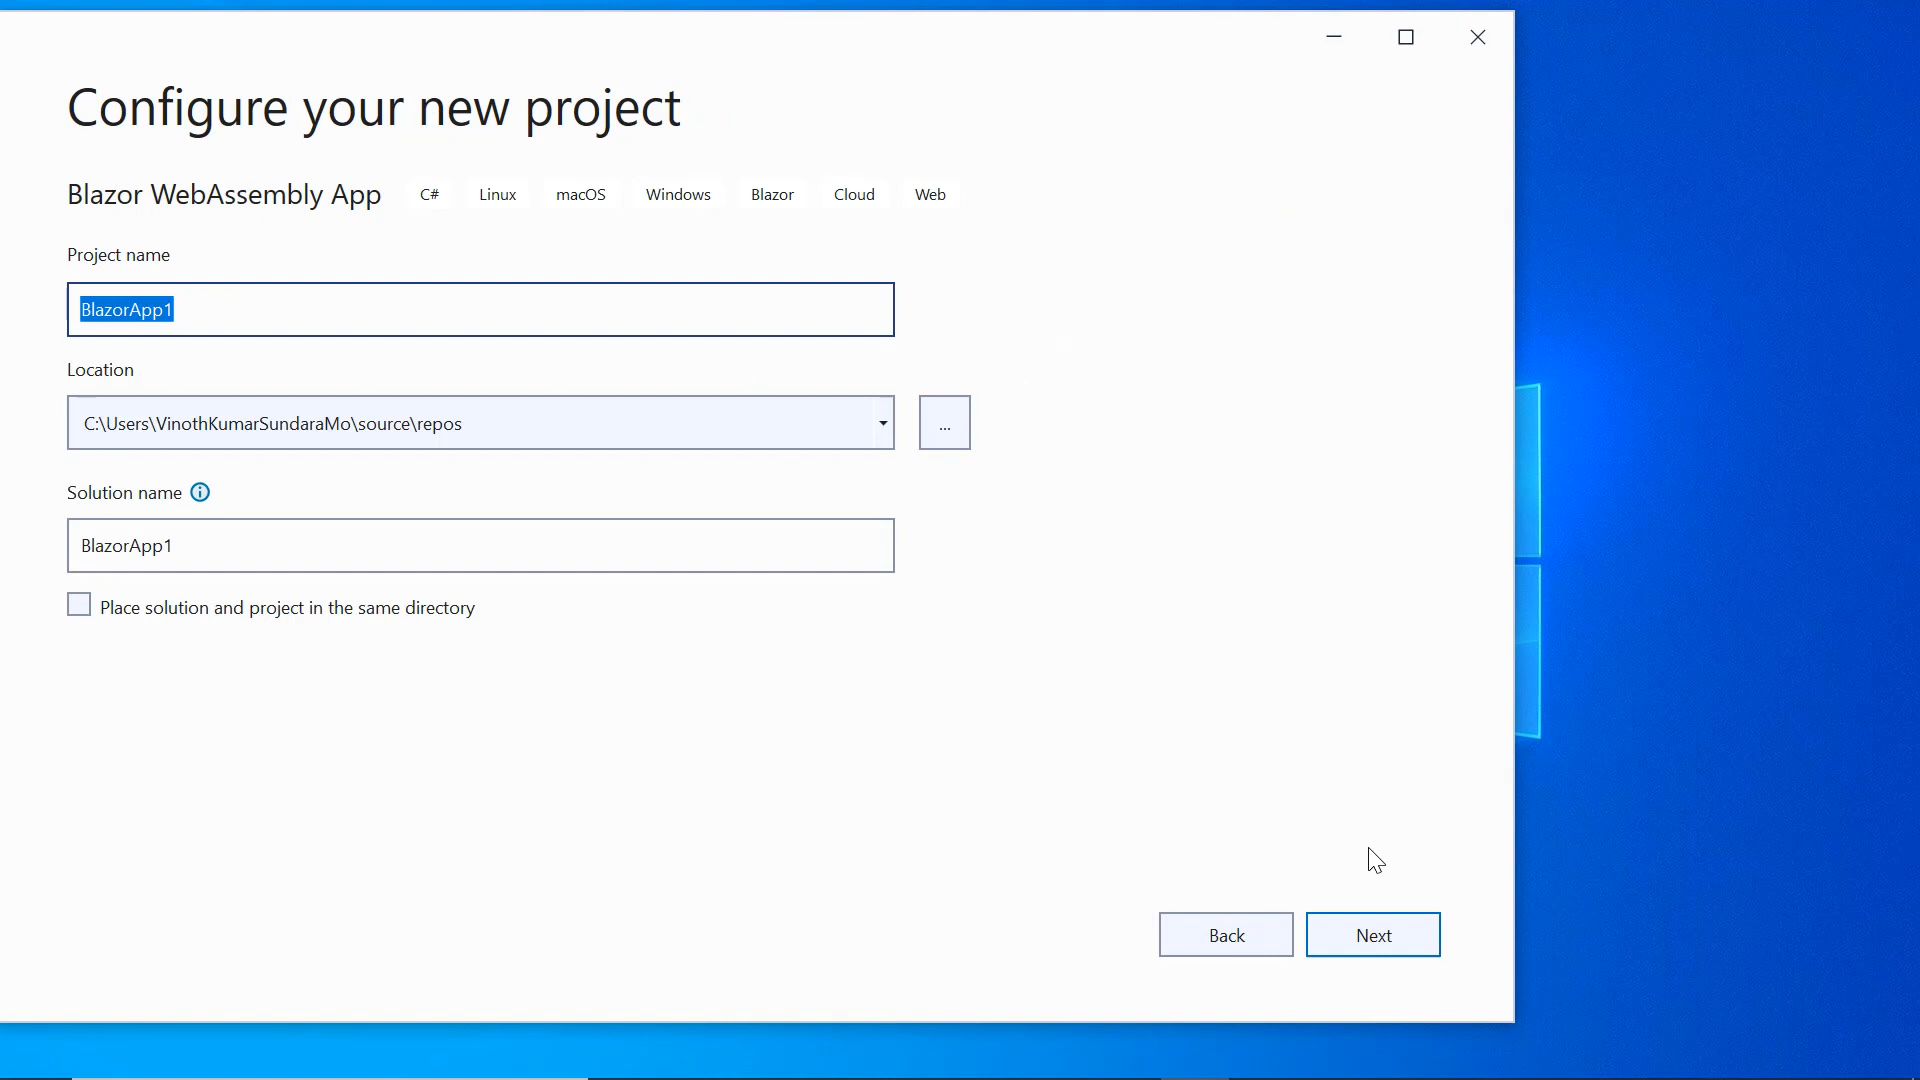 Configure your new project
Blazor WebAssembly App C# Linux macOS Windows Blazor Cloud Web
Project name
BlazorApp1
Location
C:\Users\VinothKumarSundaraMo\source\repos
...
Solution name
BlazorApp1
Place solution and project in the same directory
Back Next